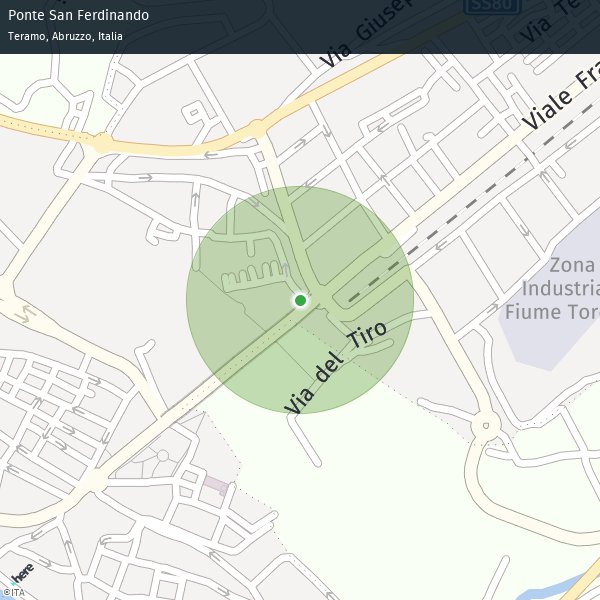 Ponte San Ferdinando
Teramo, Abruzzo, Italia
SS80
Via Giusep
Via Te
Viale Fra
Zona
Industria
Fiume Tor
Via del Tiro
here
©ITA